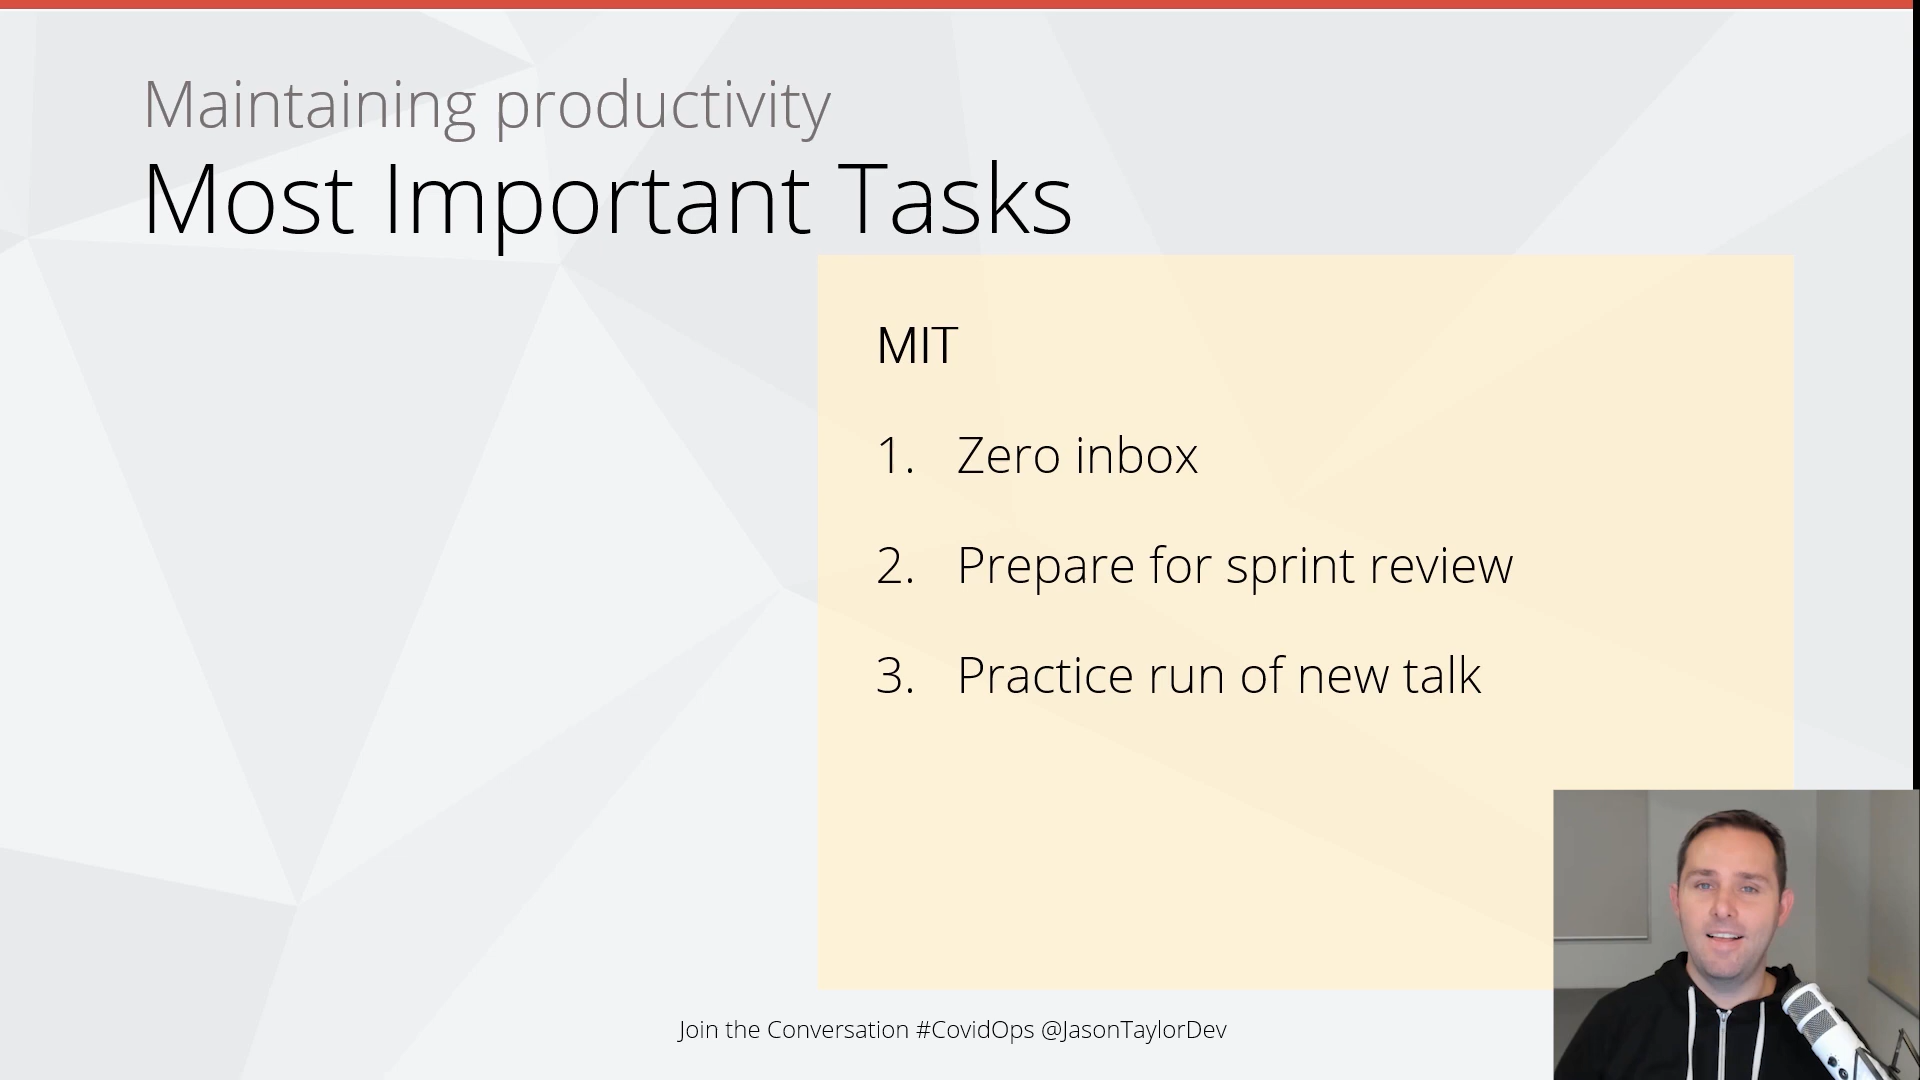 Maintaining productivity
Most Important Tasks
MIT
1. Zero inbox
2. Prepare for sprint review
3. Practice run of new talk
Join the Conversation #CovidOps @JasonTaylorDev